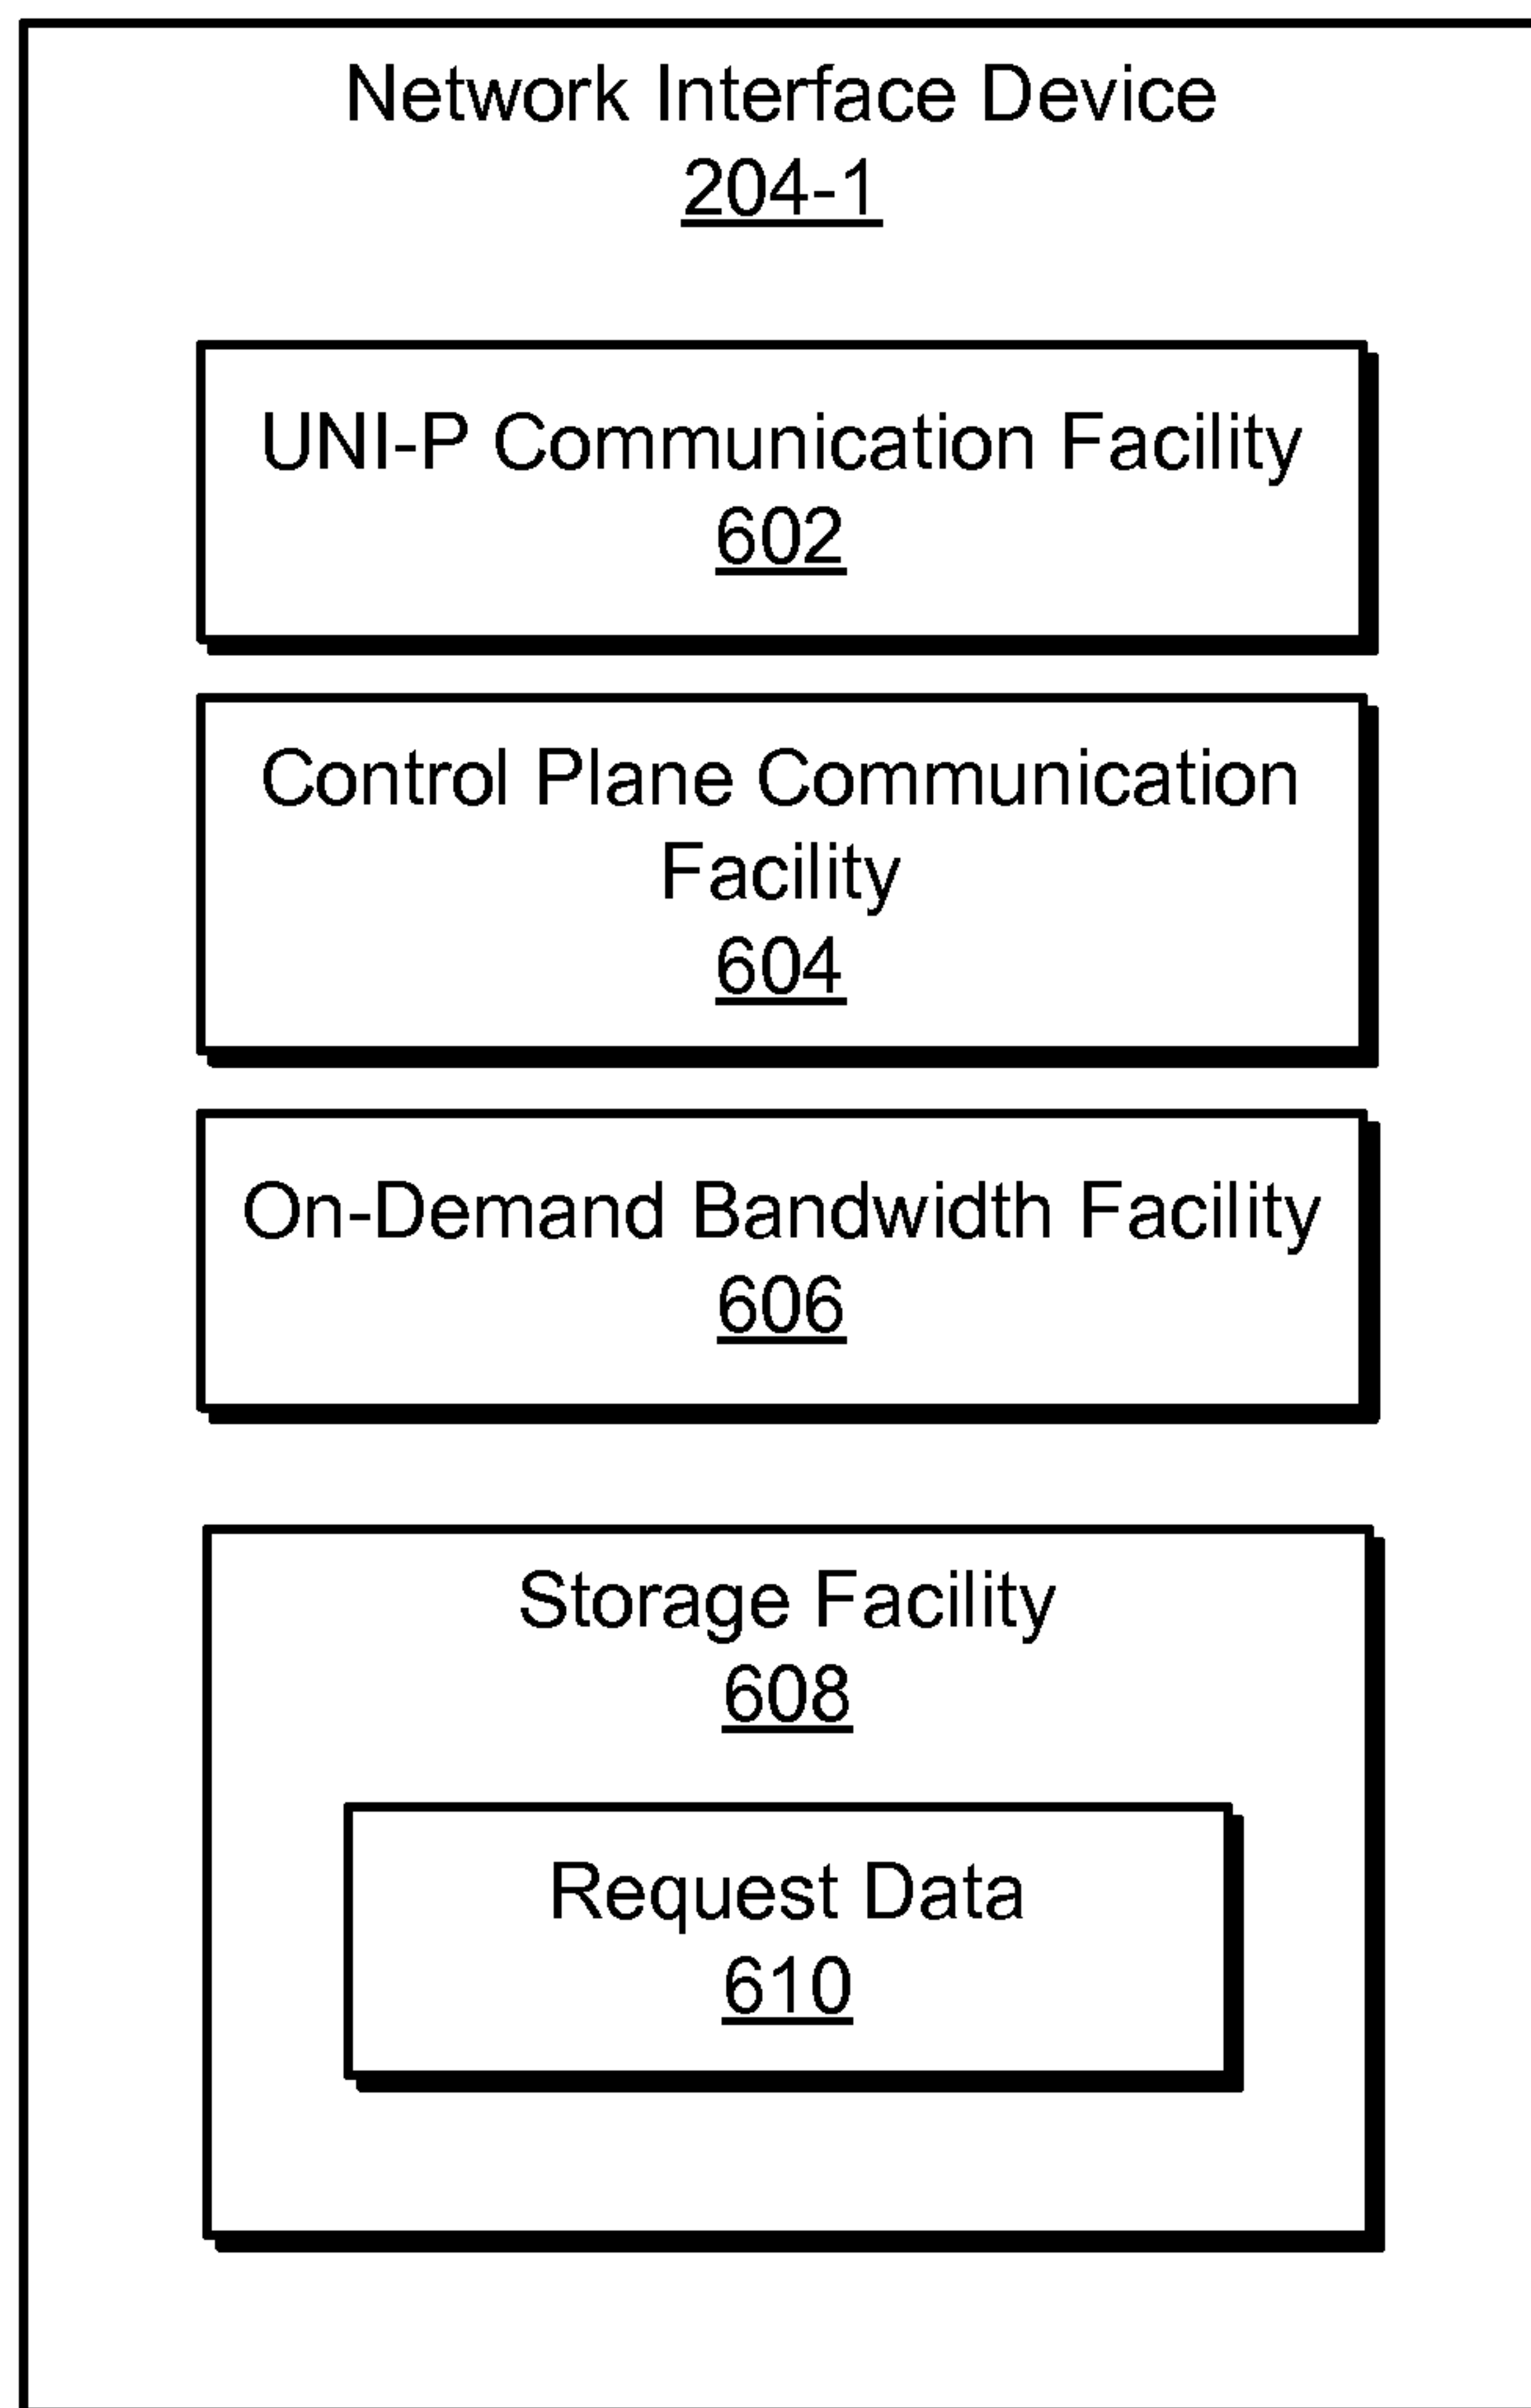 Network Interface Device
204-1
UNI-P Communication Facility
602
Control Plane Communication
Facility
604
On-Demand Bandwidth Facility
606
Storage Facility
608
Request Data
610